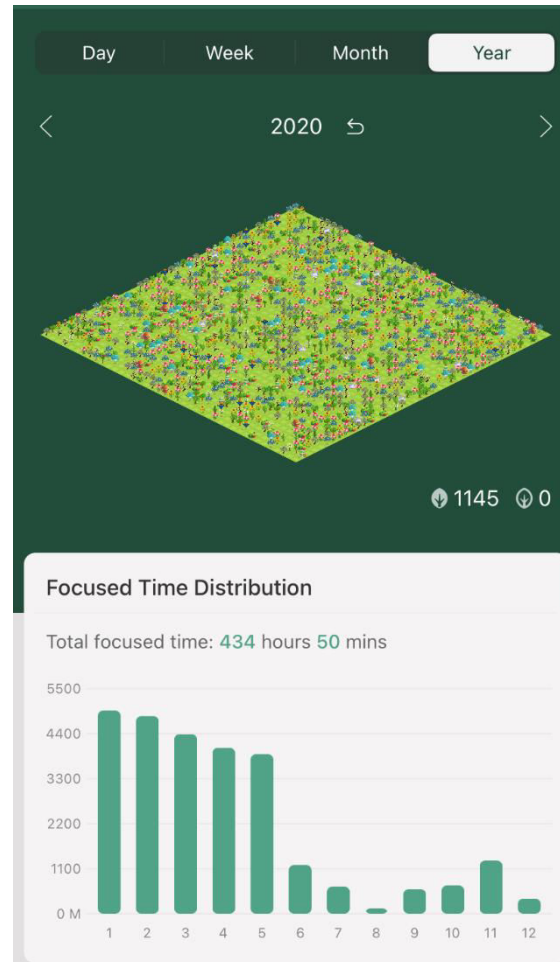 Day Week Month Year
2020
1145 0
Focused Time Distribution
Total focused time: 434 hours 50 mins
5500
4400
3300
2200
1100
0 M
1 2 3 4 5 6 7 8 9 10 11 12